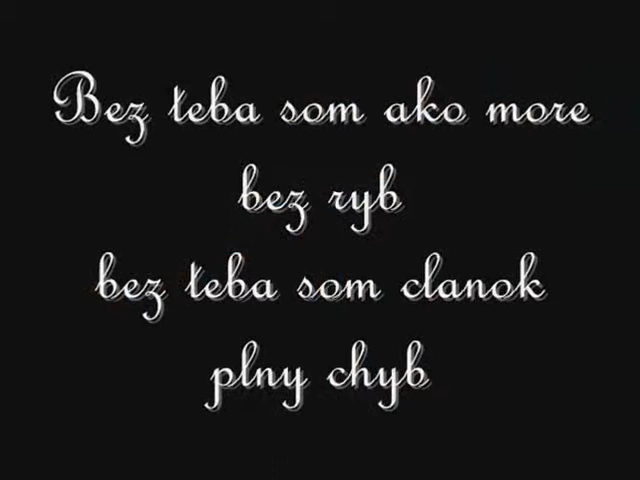 Bez teba som ako more
bez ryb
bez teba som clanok
plny chyb